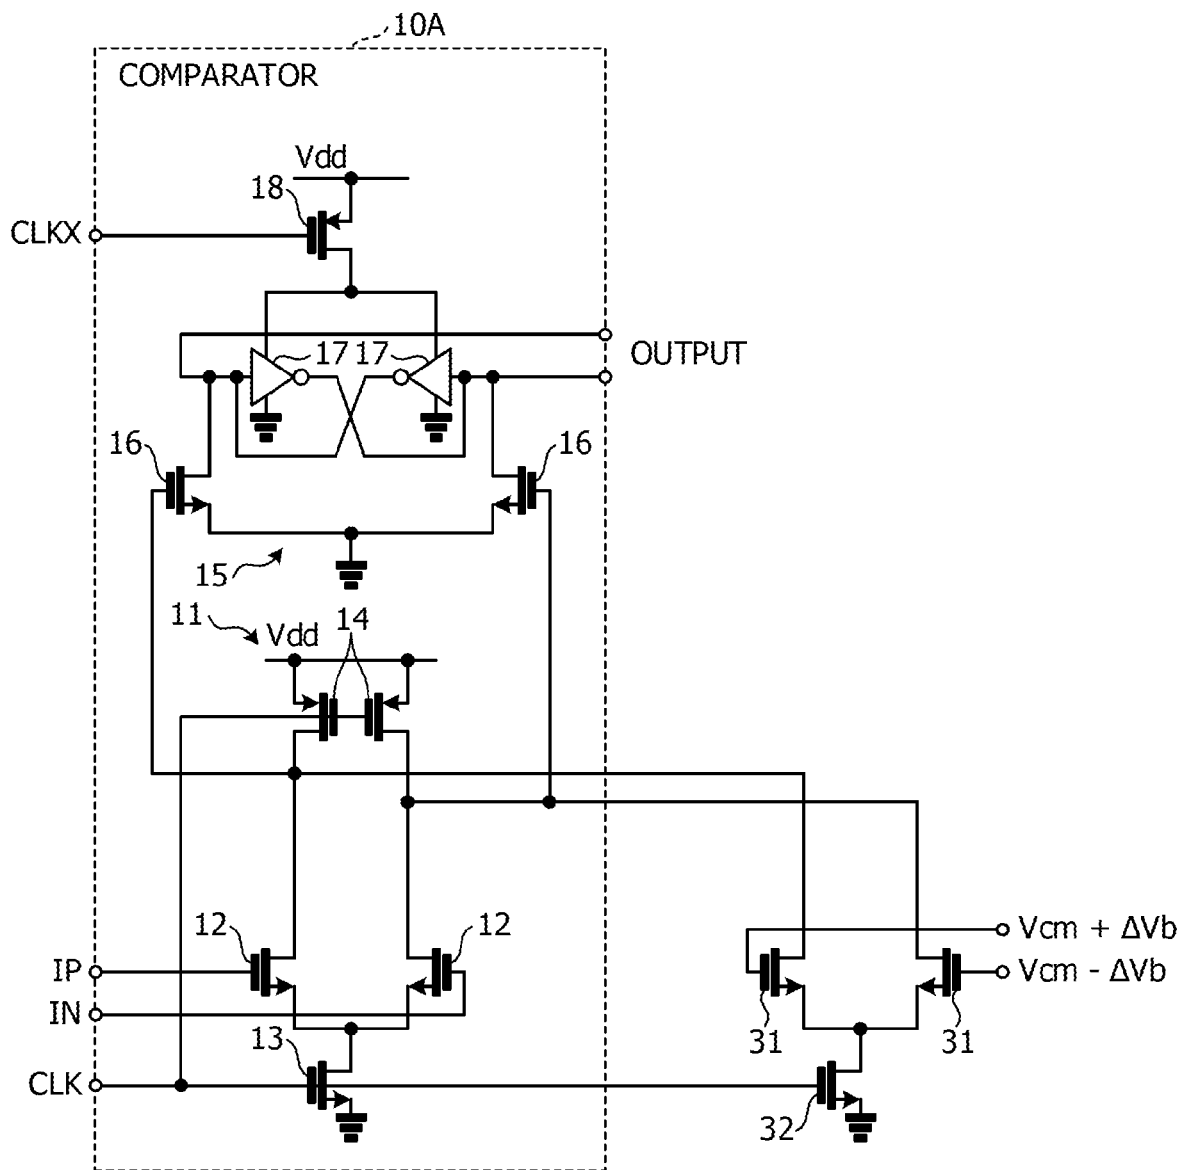 10A
COMPARATOR
Vdd
18
CLKX
17 17
OUTPUT
16
16
15
11
Vdd
14
12
12
Vcm + ΔVb
IP
Vcm - ΔVb
IN
13
31
31
CLK
32